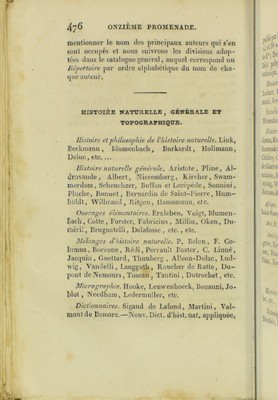 476 ONZIÈME PROMENADE.
mentionner le nom des principaux auteurs qui s'en
sont occupés et nous suivrons les divisions adop-
tées dans le catalogue général, auquel correspond un
Répertoire par ordre alphabétique du nom de cha-
que auteur.
HISTOIRE NATURELLE, GÉNÉRALE ET
TOPOGRAPHIQUE.
Histoire et philosophie de l'histoire naturelle. Link,
Beckmann, Blumenbach, Burkardt, Hollmann,
Deluc, etc....
Histoire naturelle générale. Aristote, Pline, Al-
drovande, Albert, Nieremberg, Kircher, Swam-
merdam, Scheuchzer, Buffon et Lacépède, Sonnini,
Pluche, Bonnet, Bernardin de Saint-Pierre, Hum-
boldt, Wilbrand, Ritgen, Hausmann, etc.
Ouvrages élémentaires. Erxleben, Voigt, Blumen-
bach, Cotte, Forster, Fabricius, Millin, Oken, Du-
méril, Brugnatelli, Delafosse, etc., etc.
Mélanges d'histoire naturelle. P. Belon, F. Co-
lumna, Boccone, Rédi, Perrault Paster, C. Linné,
Jacquin, Guettard, Thunberg, Alleon-Dulac, Lud-
wig, Vandelli, Langguth, Roucher de Ratte, Du-
pont de Nemours, Toscan, Tantini, Dutrochet, etc.
Micrographie. Hooke, Leuwenhoeck, Bonanni, Jo-
blot, Needham, Ledermuller, etc.
Dictionnaires. Sigaud de Lafond, Martini, Val-
mont de Bomare.—Nouv. Dict. d'hist. nat. appliquée,